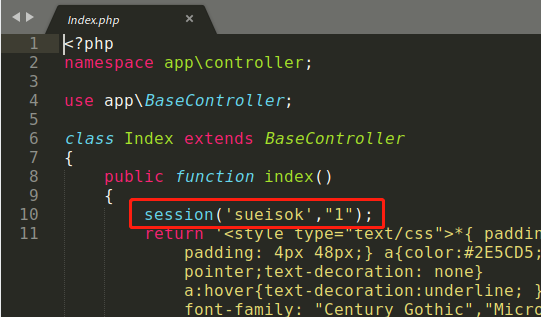 Index.php ×
1 <?php
2 namespace app\controller;
3
4 use app\BaseController;
5
6 class Index extends BaseController
7 {
8 public function index()
9 {
10 session('sueisok',"1");
11 return '<style type="text/css">*{ paddin
padding: 4px 48px;} a{color:#2E5CD5;
pointer;text-decoration: none}
a:hover{text-decoration:underline; }
font-family: "Century Gothic","Micro